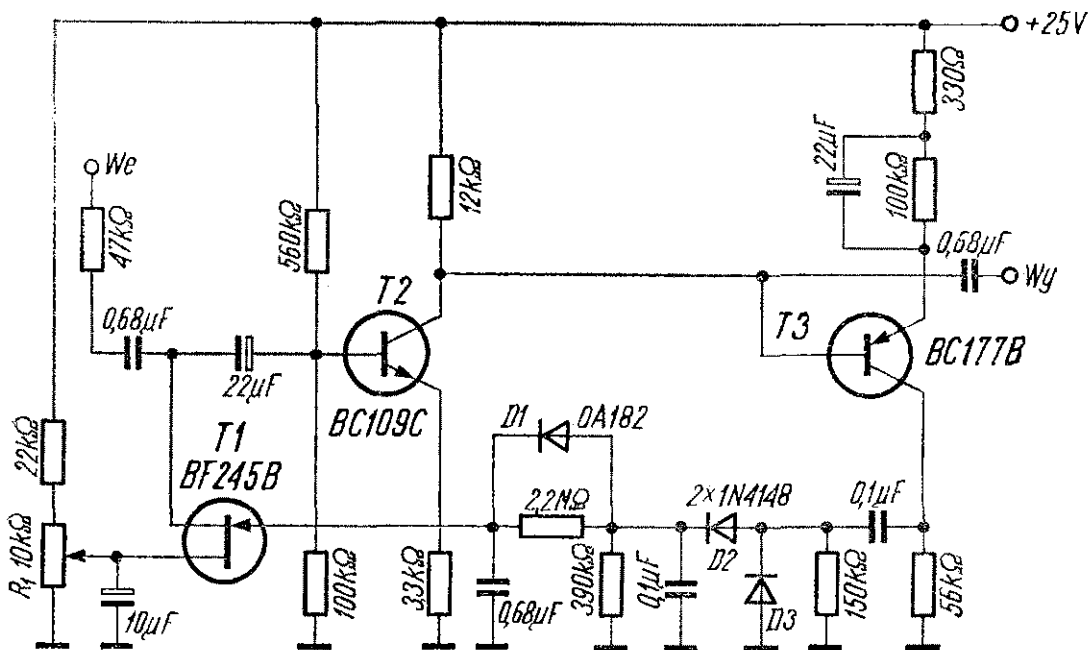 +25V
330Ω
22µF
100kΩ
We
12kΩ
47kΩ
560kΩ
0,68µF
Wy
T2
T3
0,68µF
BC177B
22µF
BC109C
D1
0A182
T1
BF245B
22kΩ
2,2MΩ
2×1N4148
0,1µF
D2
R1 10kΩ
10µF
100kΩ
33kΩ
0,68µF
390kΩ
0,1µF
D3
150kΩ
56kΩ